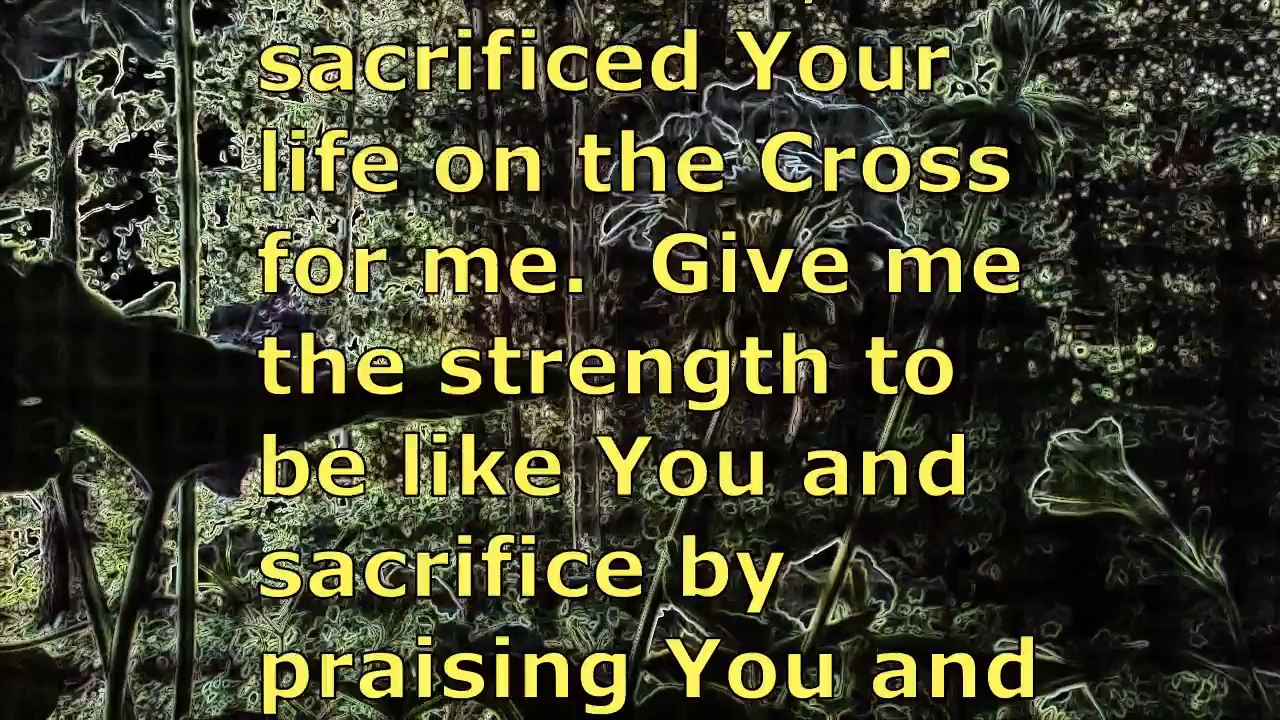 sacrificed Your
life on the Cross
for me.  Give me
the strength to
be like You and
sacrifice by
praising You and